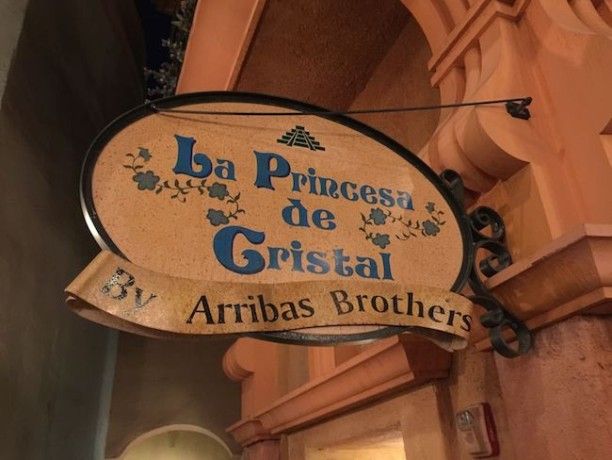 La Princesa
de
Cristal
By Arribas Brothers